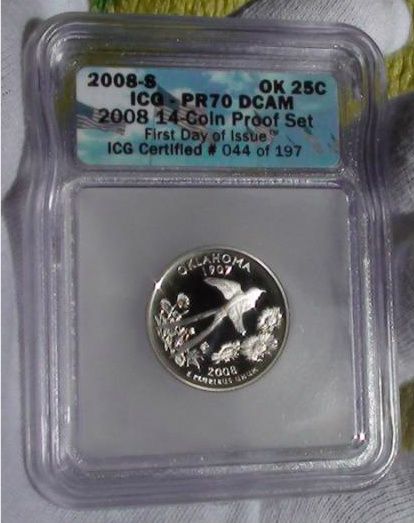 2008-S OK 25C
ICG - PR70 DCAM
2008 14-Coin Proof Set
First Day of Issue™
ICG Certified # 044 of 197
OKLAHOMA
1907
2008
E PLURIBUS UNUM